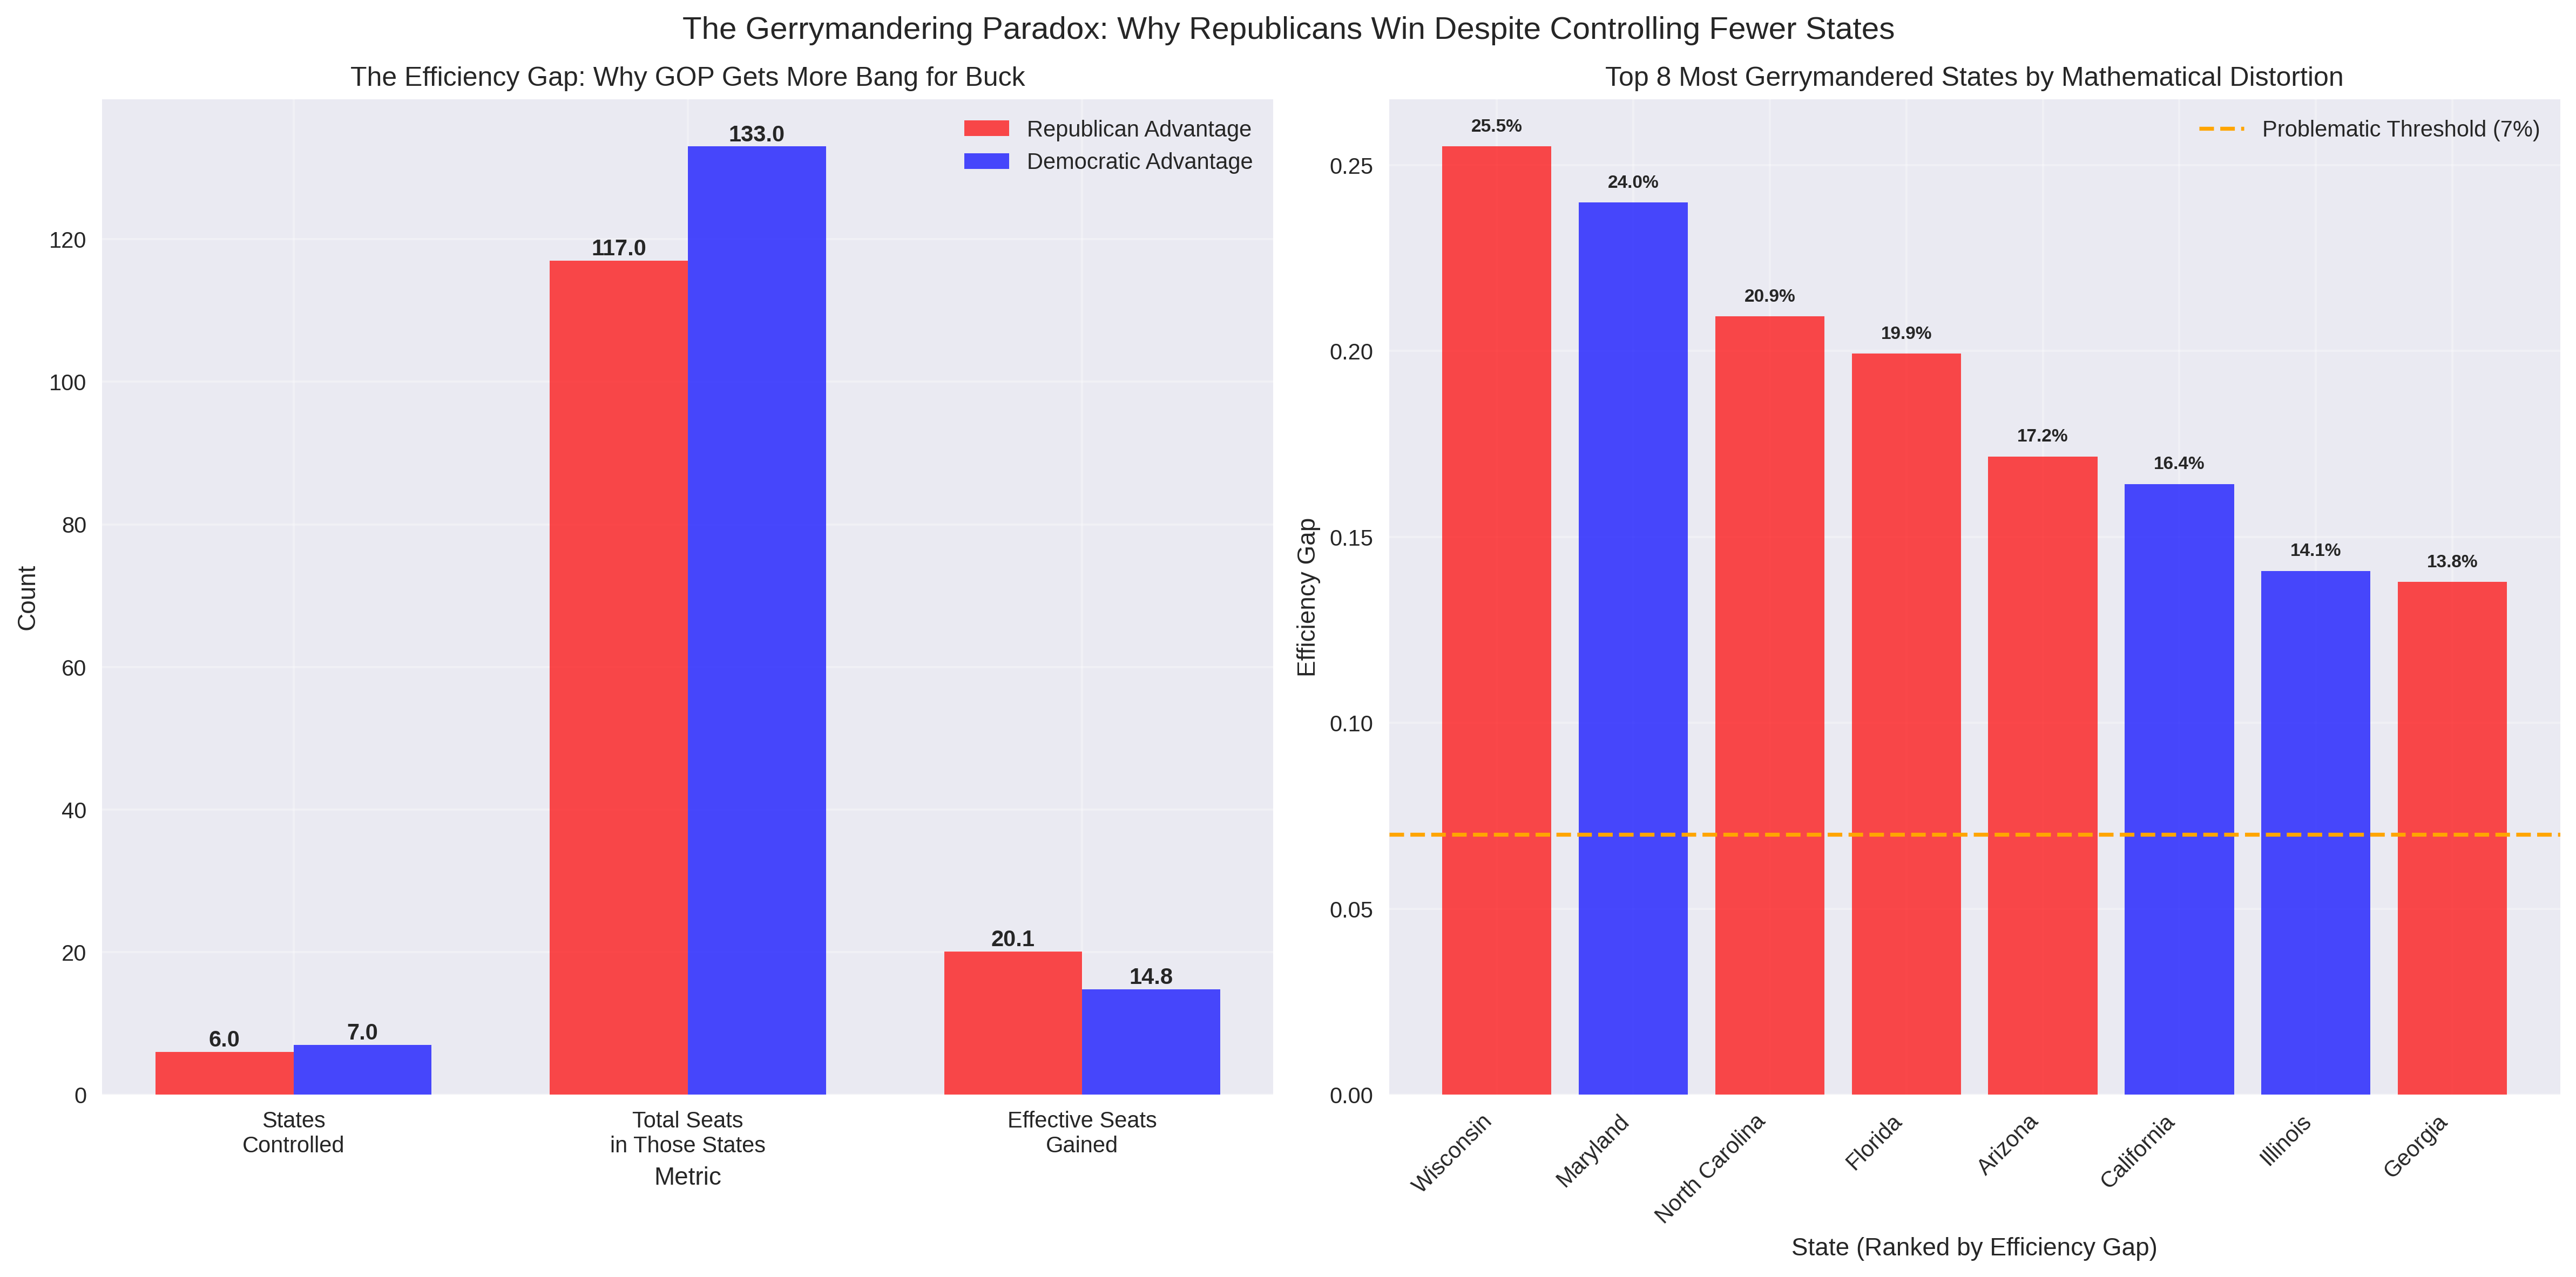 The Gerrymandering Paradox: Why Republicans Win Despite Controlling Fewer States
The Efficiency Gap: Why GOP Gets More Bang for Buck
Count
120
100
80
60
40
20
0
6.0
7.0
117.0
133.0
20.1
14.8
Republican Advantage
Democratic Advantage
States
Controlled
Total Seats
in Those States
Effective Seats
Gained
Metric
Top 8 Most Gerrymandered States by Mathematical Distortion
Efficiency Gap
0.25
0.20
0.15
0.10
0.05
0.00
25.5%
24.0%
20.9%
19.9%
17.2%
16.4%
14.1%
13.8%
Problematic Threshold (7%)
Wisconsin
Maryland
North Carolina
Florida
Arizona
California
Illinois
Georgia
State (Ranked by Efficiency Gap)